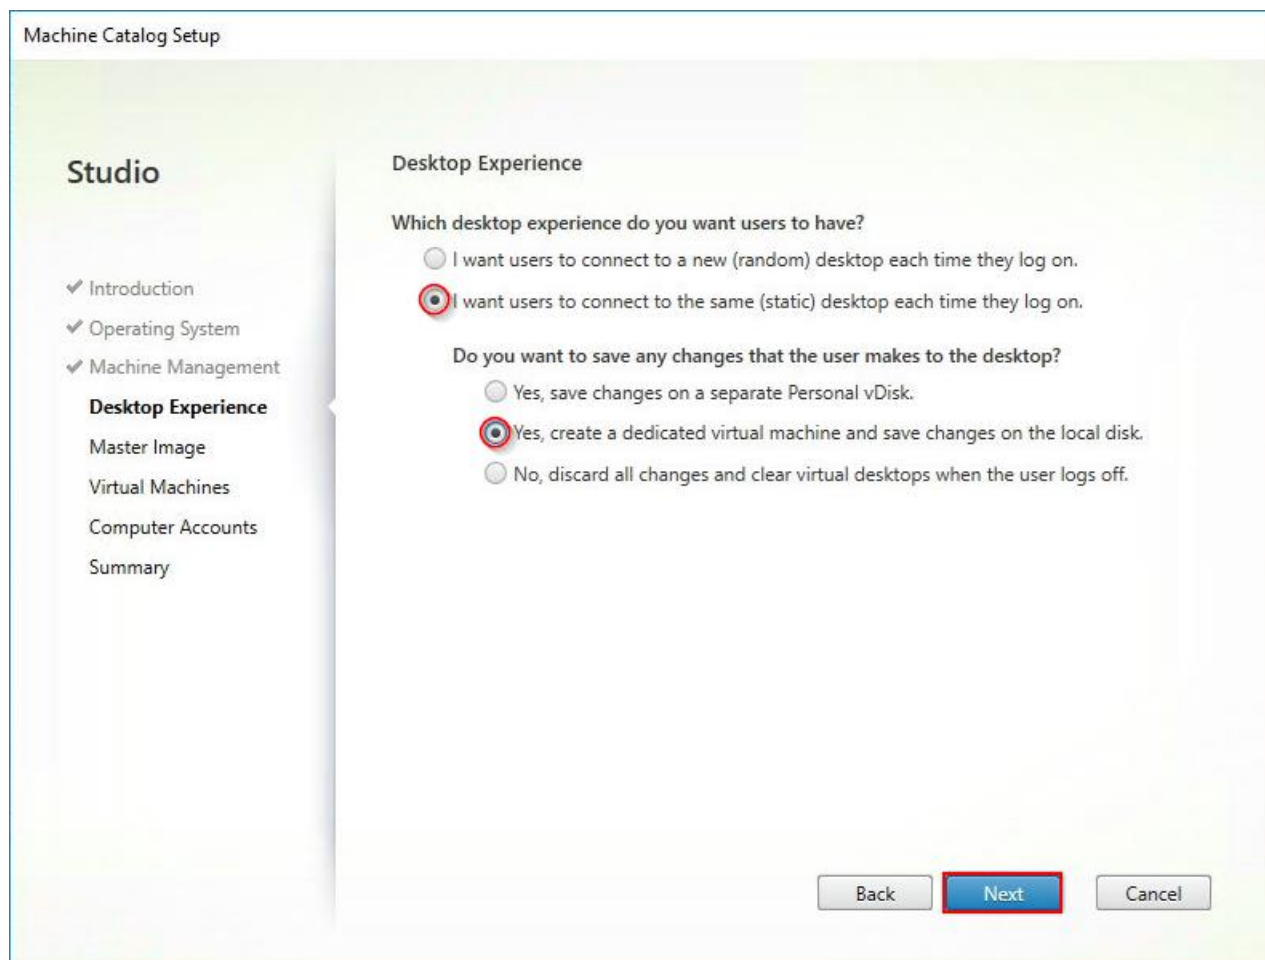 Machine Catalog Setup
Studio
Introduction
Operating System
Machine Management
Desktop Experience
Master Image
Virtual Machines
Computer Accounts
Summary
Desktop Experience
Which desktop experience do you want users to have?
I want users to connect to a new (random) desktop each time they log on.
I want users to connect to the same (static) desktop each time they log on.
Do you want to save any changes that the user makes to the desktop?
Yes, save changes on a separate Personal vDisk.
Yes, create a dedicated virtual machine and save changes on the local disk.
No, discard all changes and clear virtual desktops when the user logs off.
Back Next Cancel